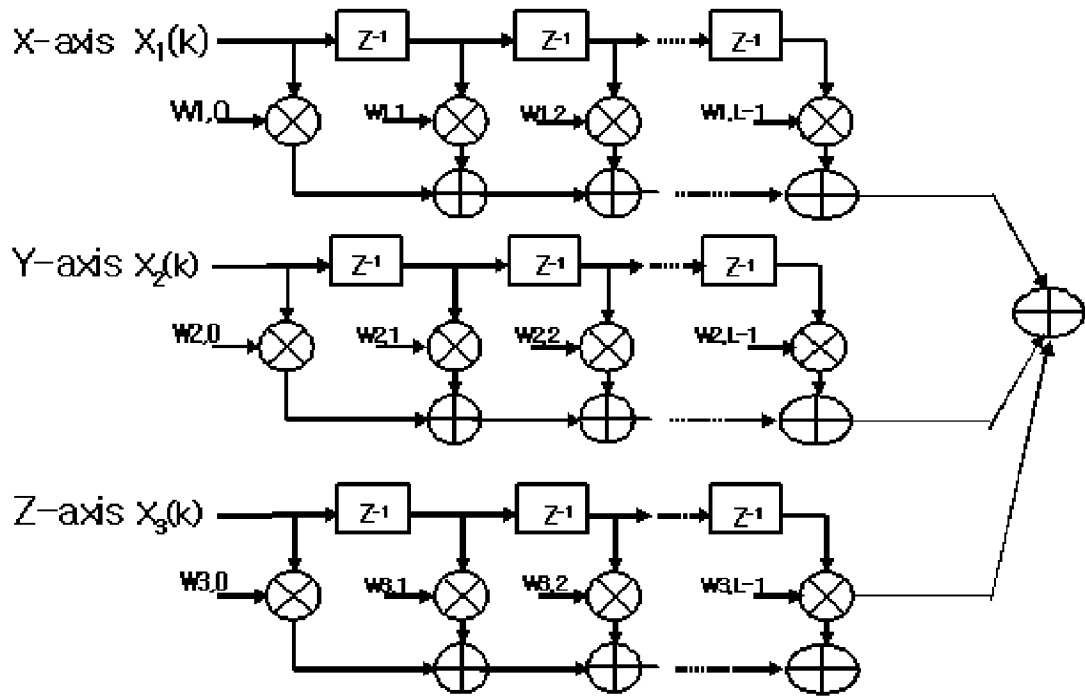 X-axis X₁(k) Z⁻¹ Z⁻¹ Z⁻¹
W1,0 W1,1 W1,2 W1,L-1
Y-axis X₂(k) Z⁻¹ Z⁻¹ Z⁻¹
W2,0 W2,1 W2,2 W2,L-1
Z-axis X₃(k) Z⁻¹ Z⁻¹ Z⁻¹
W3,0 W3,1 W3,2 W3,L-1